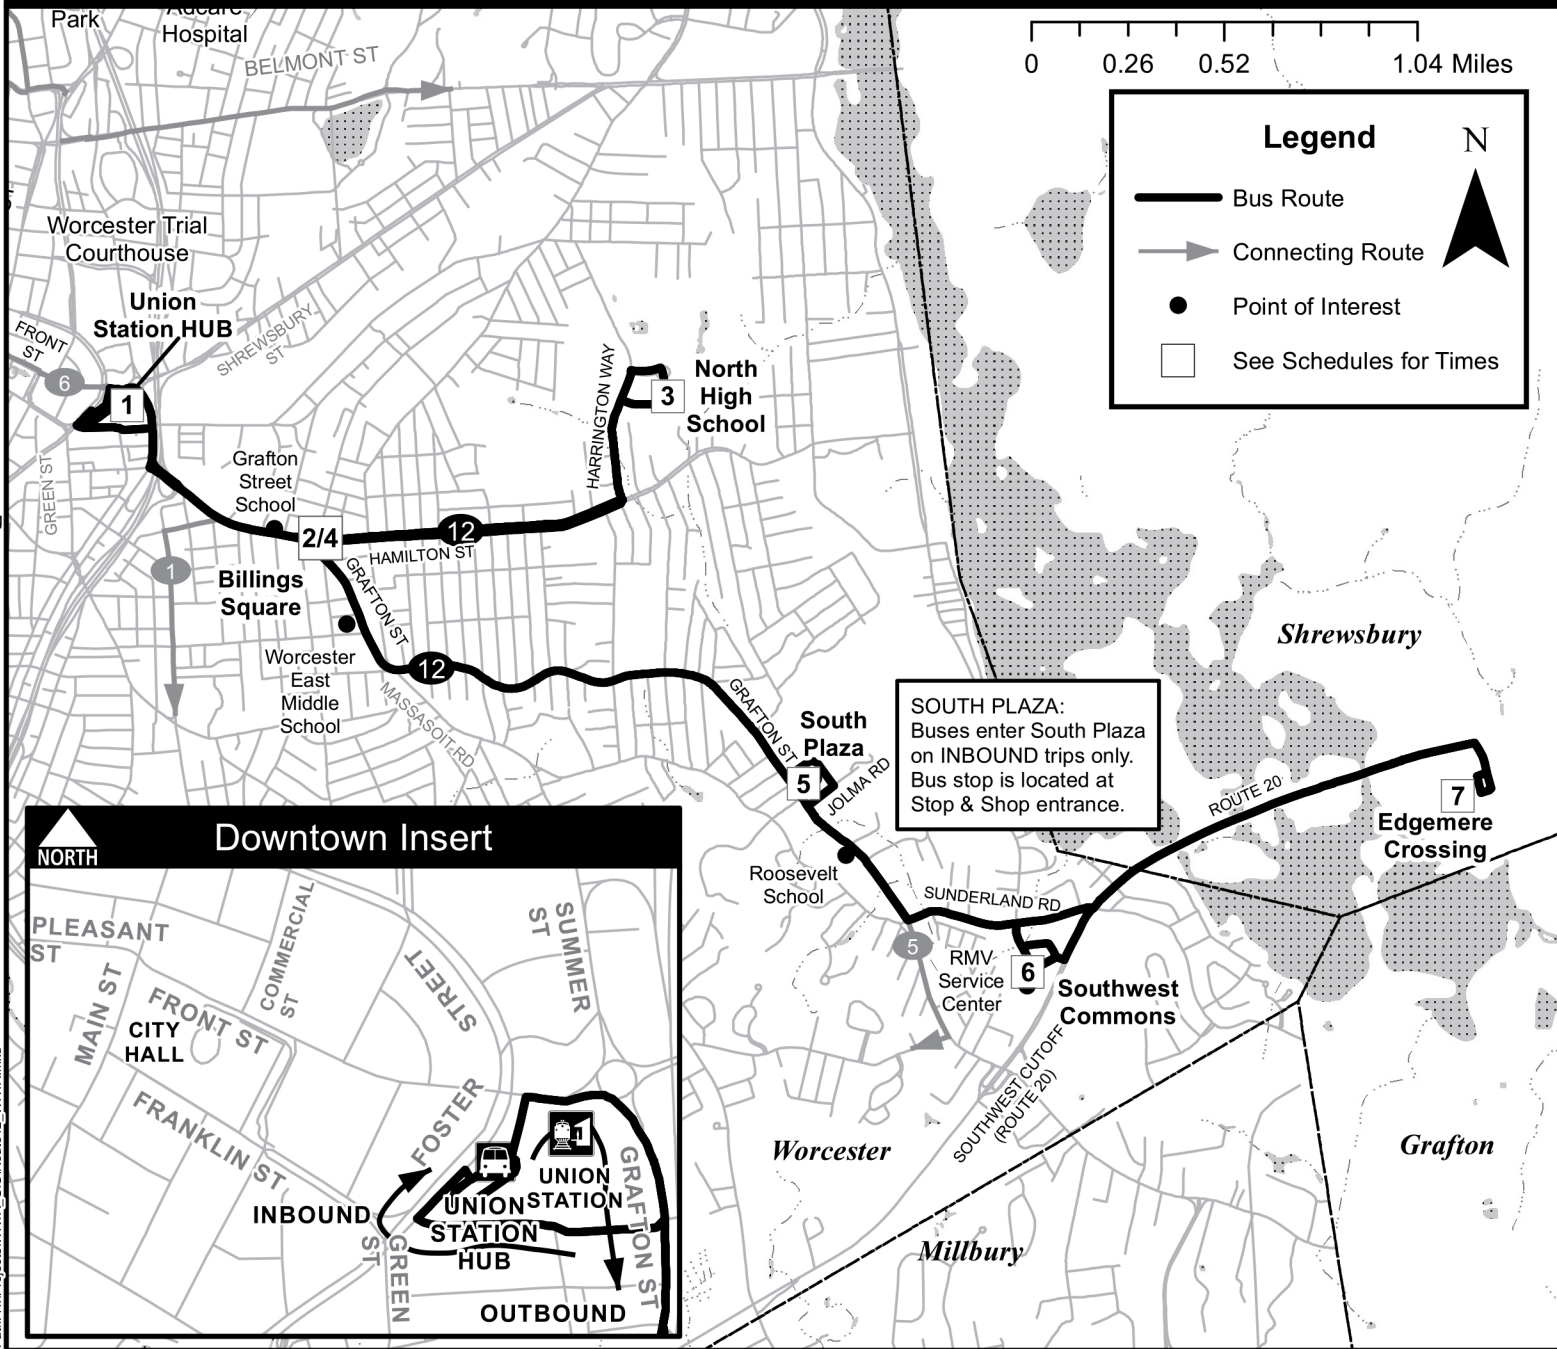 Park
Hospital
BELMONT ST
0
0.26
0.52
1.04 Miles
Legend
N
Bus Route
Connecting Route
Point of Interest
See Schedules for Times
Worcester Trial
Courthouse
Union
Station HUB
FRONT
ST
SHREWSBURY
ST
6
1
GREEN ST
Grafton
Street
School
2/4
12
HAMILTON ST
HARRINGTON WAY
3
North
High
School
1
Billings
Square
GRAFTON ST
Worcester
East
Middle
School
12
MASSASOIT RD
GRAFTON ST
South
Plaza
5
JOLMA RD
SOUTH PLAZA:
Buses enter South Plaza
on INBOUND trips only.
Bus stop is located at
Stop & Shop entrance.
Shrewsbury
ROUTE 20
7
Edgemere
Crossing
Roosevelt
School
SUNDERLAND RD
5
RMV
Service
Center
6
Southwest
Commons
SOUTHWEST CUTOFF
(ROUTE 20)
Worcester
Grafton
Millbury
NORTH
Downtown Insert
PLEASANT
ST
MAIN ST
COMMERCIAL
ST
STREET
SUMMER
ST
FRONT ST
CITY
HALL
FRANKLIN ST
FOSTER
INBOUND
UNION
STATION
UNION
STATION
HUB
GRAFTON ST
GREEN
ST
OUTBOUND